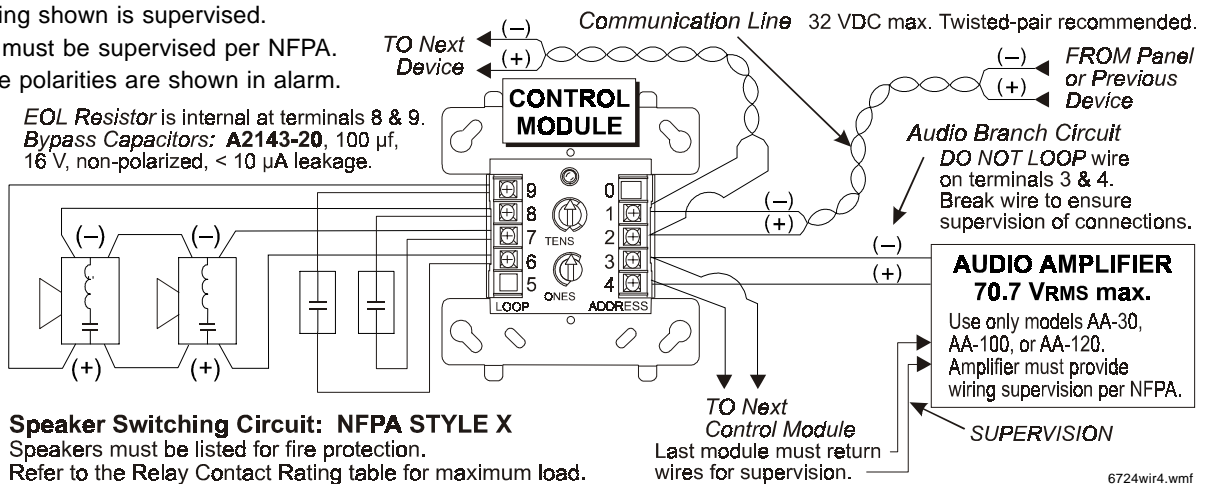 ing shown is supervised.
must be supervised per NFPA.
e polarities are shown in alarm.
EOL Resistor is internal at terminals 8 & 9.
Bypass Capacitors: A2143-20, 100 µf,
16 V, non-polarized, < 10 µA leakage.
TO Next
Device
(–)
(+)
Communication Line 32 VDC max. Twisted-pair recommended.
(–)
(+)
FROM Panel
or Previous
Device
CONTROL
MODULE
Audio Branch Circuit
DO NOT LOOP wire
on terminals 3 & 4.
Break wire to ensure
supervision of connections.
9
8
7
6
5
TENS
ONES
LOOP
0
1
2
3
4
ADDRESS
(–)
(+)
(–)
(+)
(–)
(–)
(+)
(+)
AUDIO AMPLIFIER
70.7 VRMS max.
Use only models AA-30,
AA-100, or AA-120.
Amplifier must provide
wiring supervision per NFPA.
TO Next
Control Module
Last module must return
wires for supervision.
SUPERVISION
Speaker Switching Circuit: NFPA STYLE X
Speakers must be listed for fire protection.
Refer to the Relay Contact Rating table for maximum load.
6724wir4.wmf